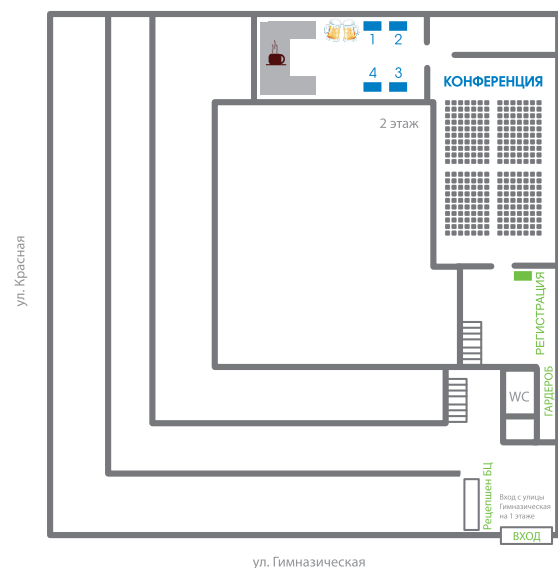 1 2
4 3
КОНФЕРЕНЦИЯ
2 этаж
ул. Красная
РЕГИСТРАЦИЯ
ГАРДЕРОБ
WC
Рецепшен БЦ
Вход с улицы
Гимназическая
на 1 этаже
ВХОД
ул. Гимназическая